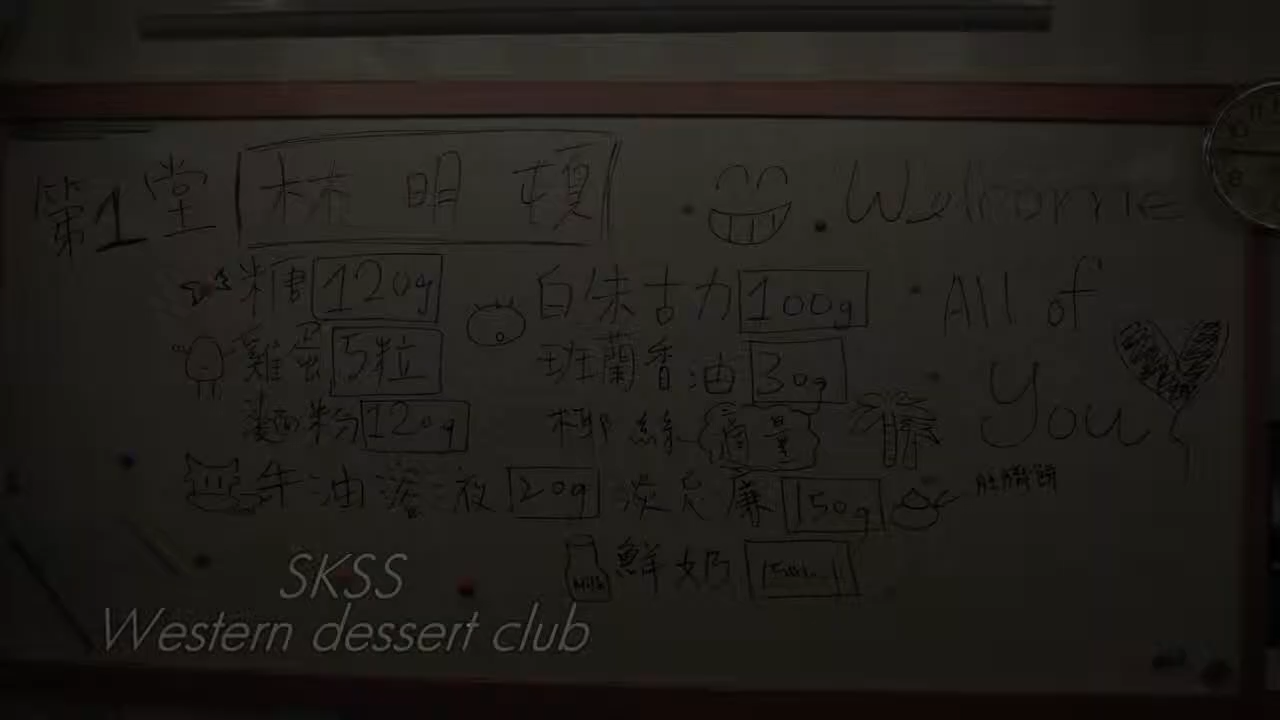 第1堂 林明頓 Welcome
糖 120g 白朱古力 100g All of
雞蛋 5粒 班蘭香油 30g You
麵粉 120g 椰絲 適量
牛油溶液 20g 淡忌廉 150g
Milk 鮮奶
SKSS
Western dessert club